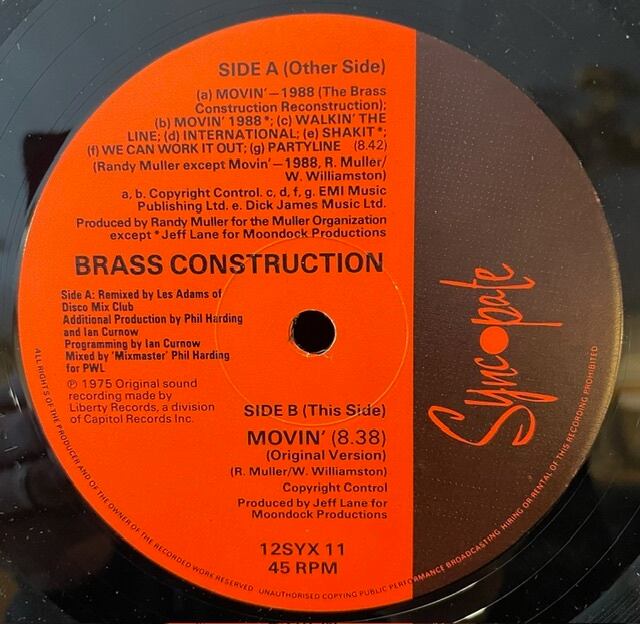 SIDE A (Other Side)
(a) MOVIN'—1988 (The Brass
Construction Reconstruction);
(b) MOVIN' 1988*; (c) WALKIN' THE
LINE; (d) INTERNATIONAL; (e) SHAKIT*;
(f) WE CAN WORK IT OUT; (g) PARTYLINE (8.42)
(Randy Muller except Movin'—1988, R. Muller/
W. Williamston)
a, b. Copyright Control. c, d, f, g. EMI Music
Publishing Ltd. e. Dick James Music Ltd.
Produced by Randy Muller for the Muller Organization
except *Jeff Lane for Moondock Productions
BRASS CONSTRUCTION
Side A: Remixed by Les Adams of
Disco Mix Club
Additional Production by Phil Harding
and Ian Curnow
Programming by Ian Curnow
Mixed by 'Mixmaster' Phil Harding
for PWL
℗ 1975 Original sound
recording made by
Liberty Records, a division
of Capitol Records Inc.
SIDE B (This Side)
MOVIN' (8.38)
(Original Version)
(R. Muller/W. Williamston)
Copyright Control
Produced by Jeff Lane for
Moondock Productions
12SYX 11
45 RPM
Syncopate
ALL RIGHTS OF THE PRODUCER AND OF THE OWNER OF THE RECORDED WORK RESERVED UNAUTHORISED COPYING PUBLIC PERFORMANCE BROADCASTING HIRING OR RENTAL OF THIS RECORDING PROHIBITED